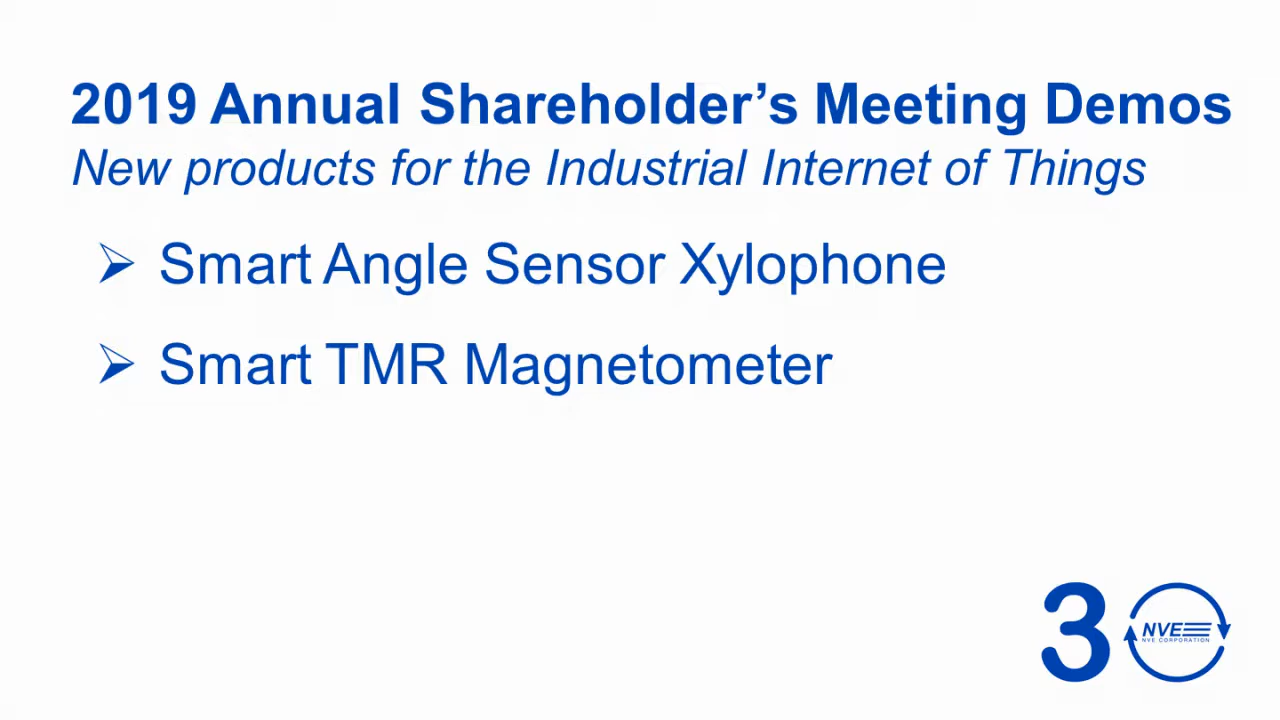 2019 Annual Shareholder’s Meeting Demos
New products for the Industrial Internet of Things
➢ Smart Angle Sensor Xylophone
➢ Smart TMR Magnetometer
3
NVE
NVE CORPORATION